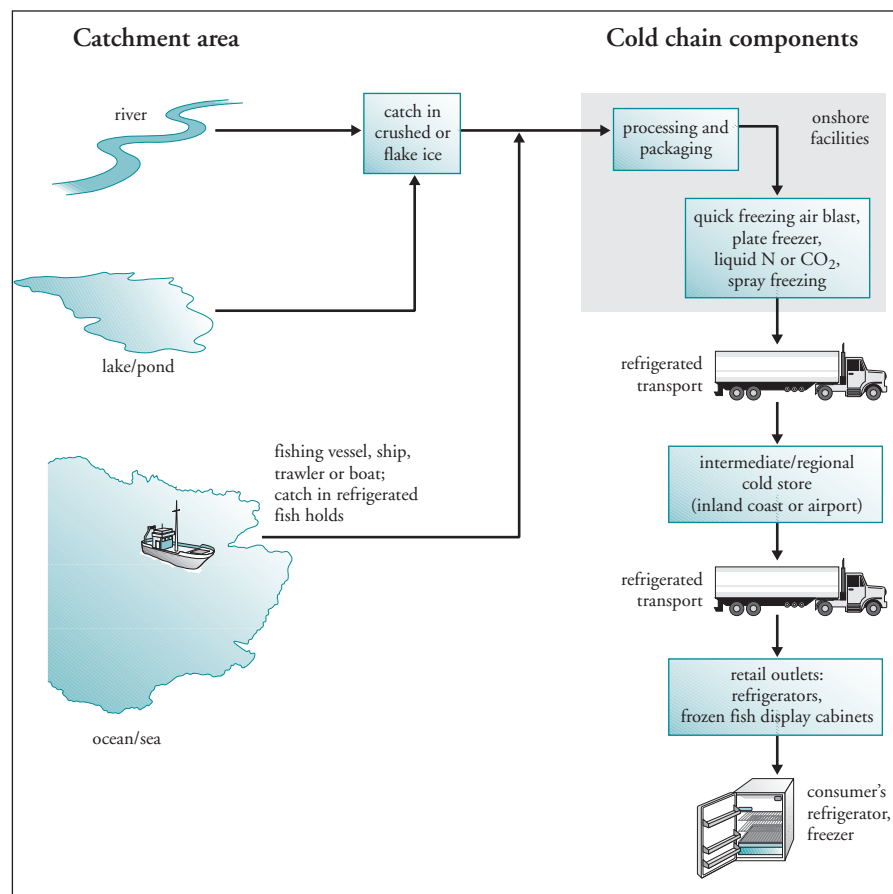 Catchment area
Cold chain components
river
catch in
crushed or
flake ice
processing and
packaging
onshore
facilities
quick freezing air blast,
plate freezer,
liquid N or CO₂,
spray freezing
lake/pond
refrigerated
transport
fishing vessel, ship,
trawler or boat;
catch in refrigerated
fish holds
intermediate/regional
cold store
(inland coast or airport)
refrigerated
transport
retail outlets:
refrigerators,
frozen fish display cabinets
ocean/sea
consumer's
refrigerator,
freezer